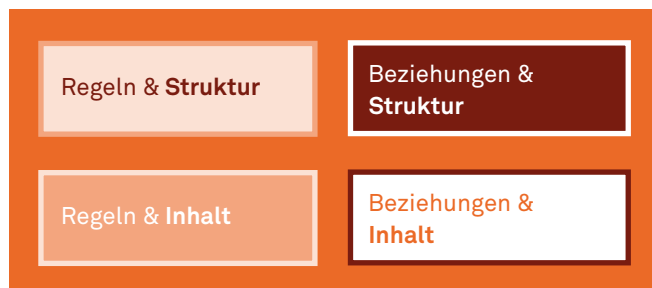 Regeln & Struktur
Beziehungen &
Struktur
Regeln & Inhalt
Beziehungen &
Inhalt